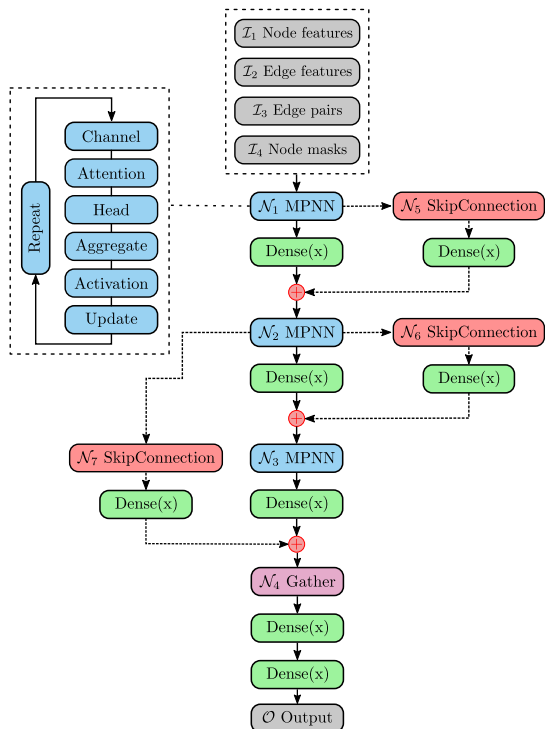 𝓘₁ Node features
𝓘₂ Edge features
𝓘₃ Edge pairs
𝓘₄ Node masks
Channel
Attention
Head
Aggregate
Activation
Update
Repeat
𝓝₁ MPNN
𝓝₅ SkipConnection
Dense(x)
Dense(x)
+
𝓝₂ MPNN
𝓝₆ SkipConnection
Dense(x)
Dense(x)
+
𝓝₇ SkipConnection
𝓝₃ MPNN
Dense(x)
Dense(x)
+
𝓝₄ Gather
Dense(x)
Dense(x)
𝓞 Output